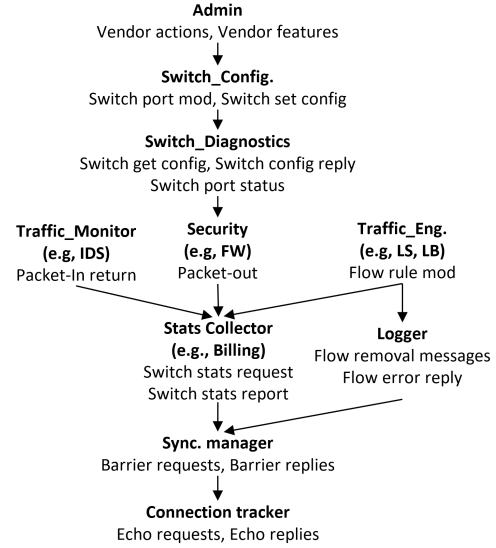 Admin
Vendor actions, Vendor features
Switch_Config.
Switch port mod, Switch set config
Switch_Diagnostics
Switch get config, Switch config reply
Switch port status
Traffic_Monitor
(e.g, IDS)
Packet-In return
Security
(e.g, FW)
Packet-out
Traffic_Eng.
(e.g, LS, LB)
Flow rule mod
Stats Collector
(e.g., Billing)
Switch stats request
Switch stats report
Logger
Flow removal messages
Flow error reply
Sync. manager
Barrier requests, Barrier replies
Connection tracker
Echo requests, Echo replies